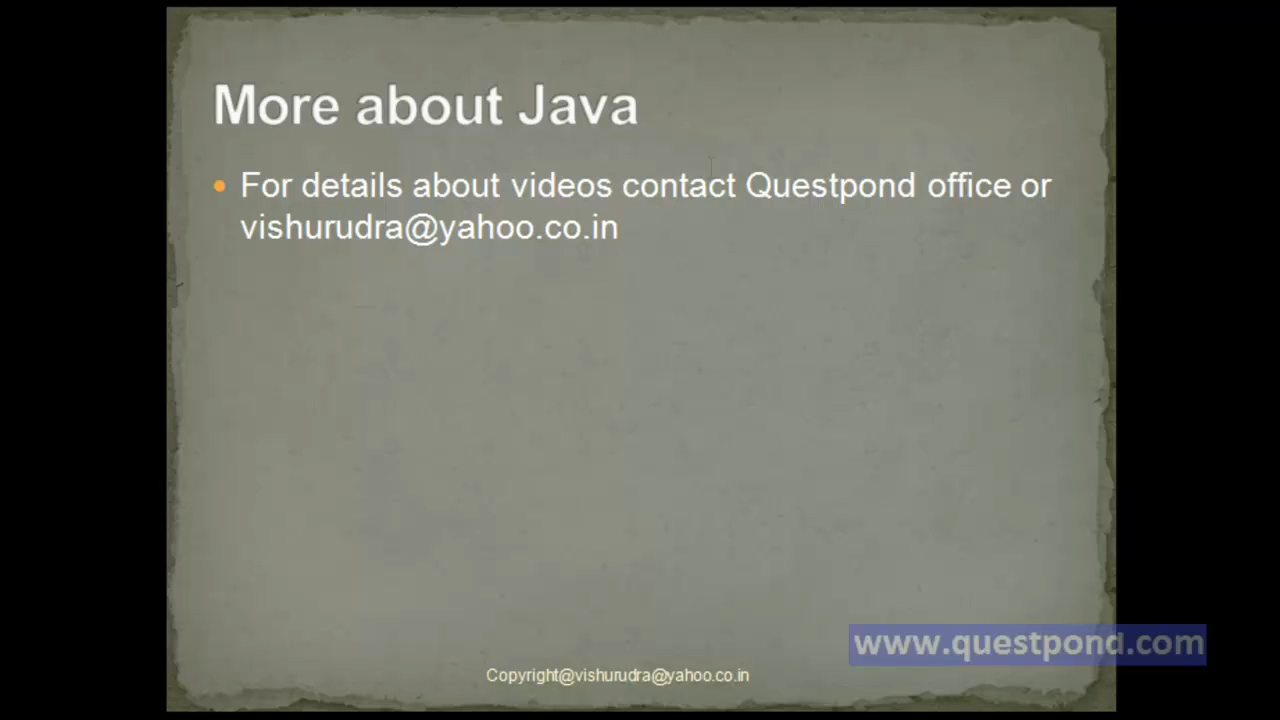 More about Java
For details about videos contact Questpond office or
vishurudra@yahoo.co.in
www.questpond.com
Copyright@vishurudra@yahoo.co.in